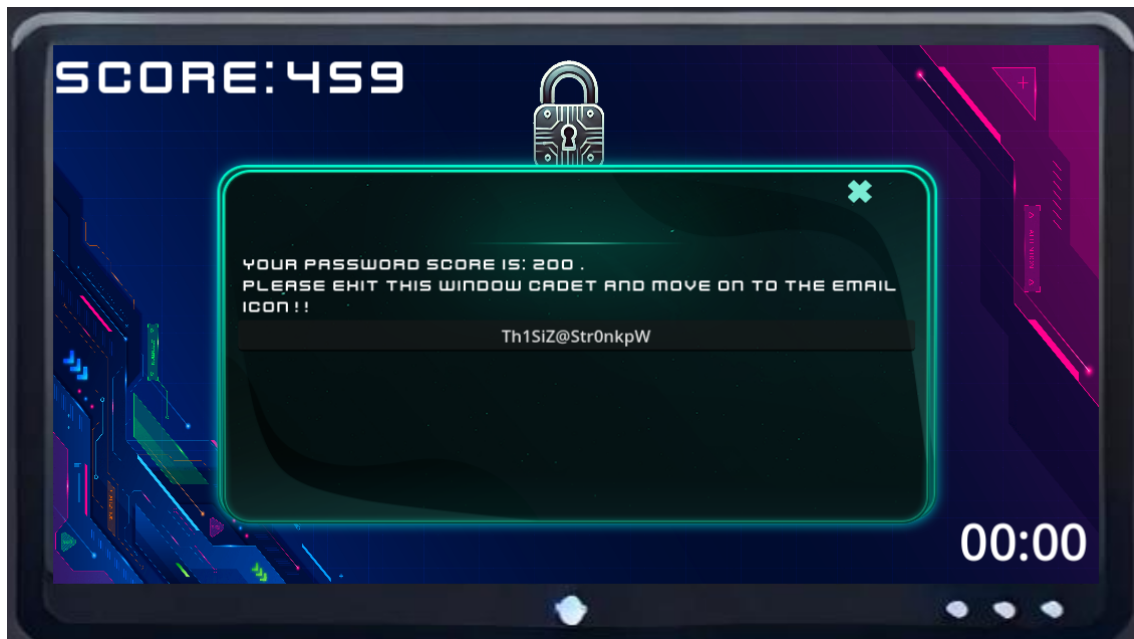 SCORE:459
YOUR PASSWORD SCORE IS: 200 .
PLEASE EXIT THIS WINDOW CADET AND MOVE ON TO THE EMAIL
ICON !!
Th1SiZ@Str0nkpW
00:00